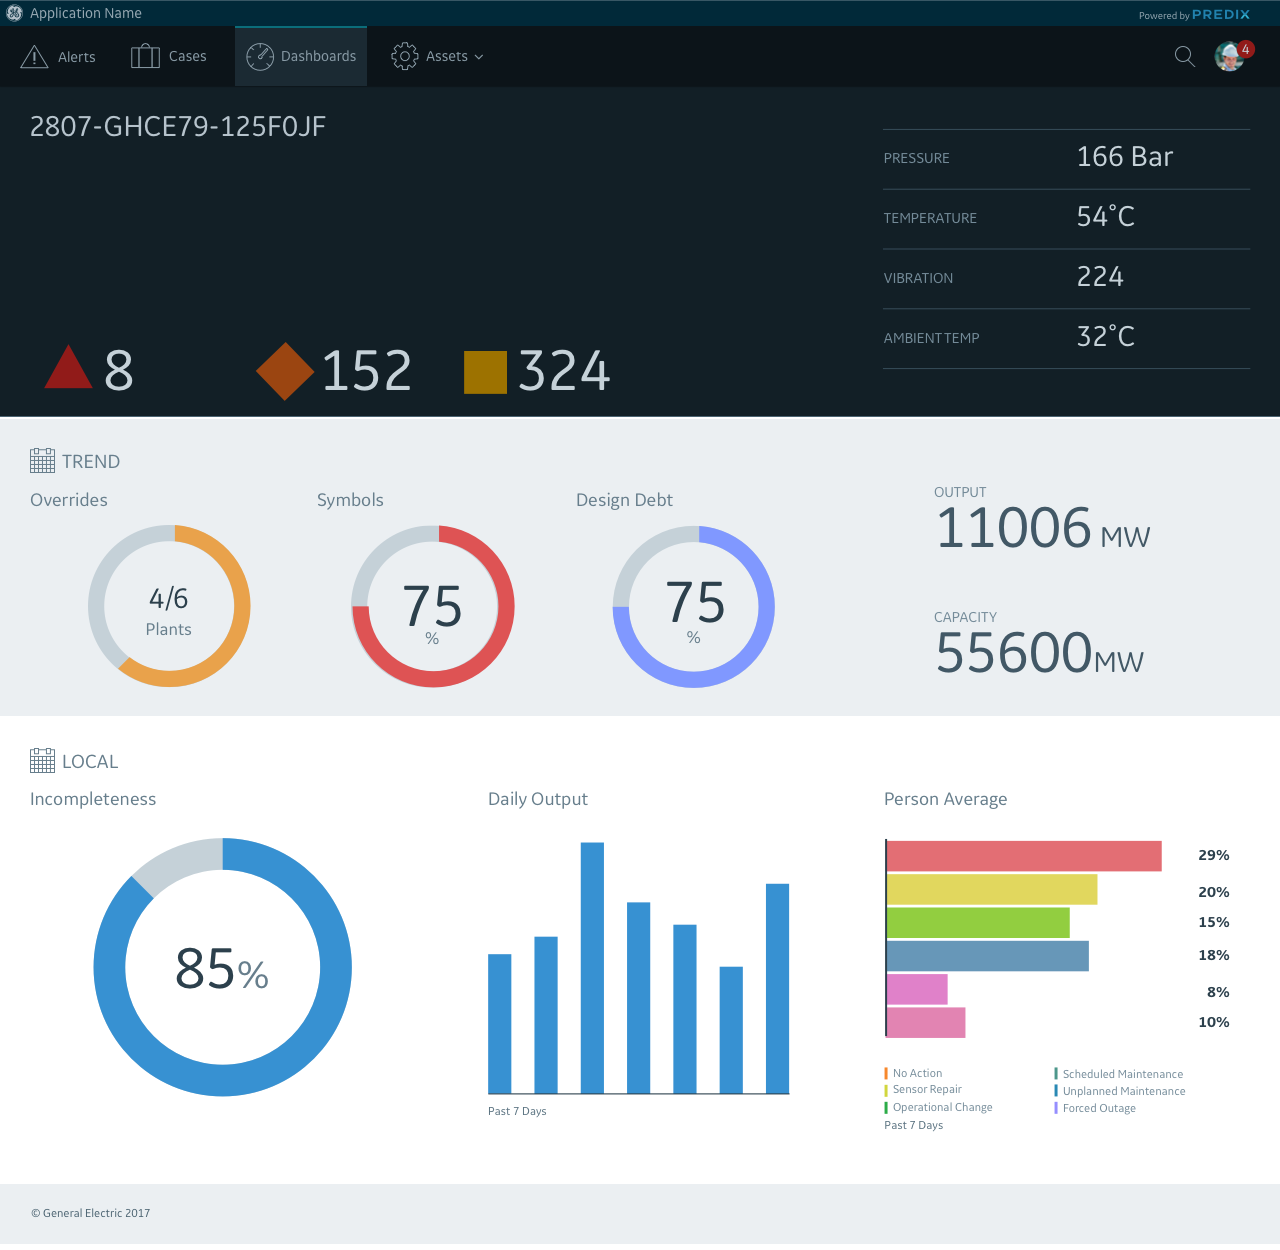 Application Name
Powered by PREDIX
Alerts
Cases
Dashboards
Assets
4
2807-GHCE79-125F0JF
PRESSURE 166 Bar
TEMPERATURE 54°C
VIBRATION 224
AMBIENT TEMP 32°C
8
152
324
TREND
Overrides
Symbols
Design Debt
4/6
Plants
75
%
75
%
OUTPUT
11006 MW
CAPACITY
55600MW
LOCAL
Incompleteness
Daily Output
Person Average
85%
Past 7 Days
29%
20%
15%
18%
8%
10%
No Action
Sensor Repair
Operational Change
Scheduled Maintenance
Unplanned Maintenance
Forced Outage
Past 7 Days
© General Electric 2017